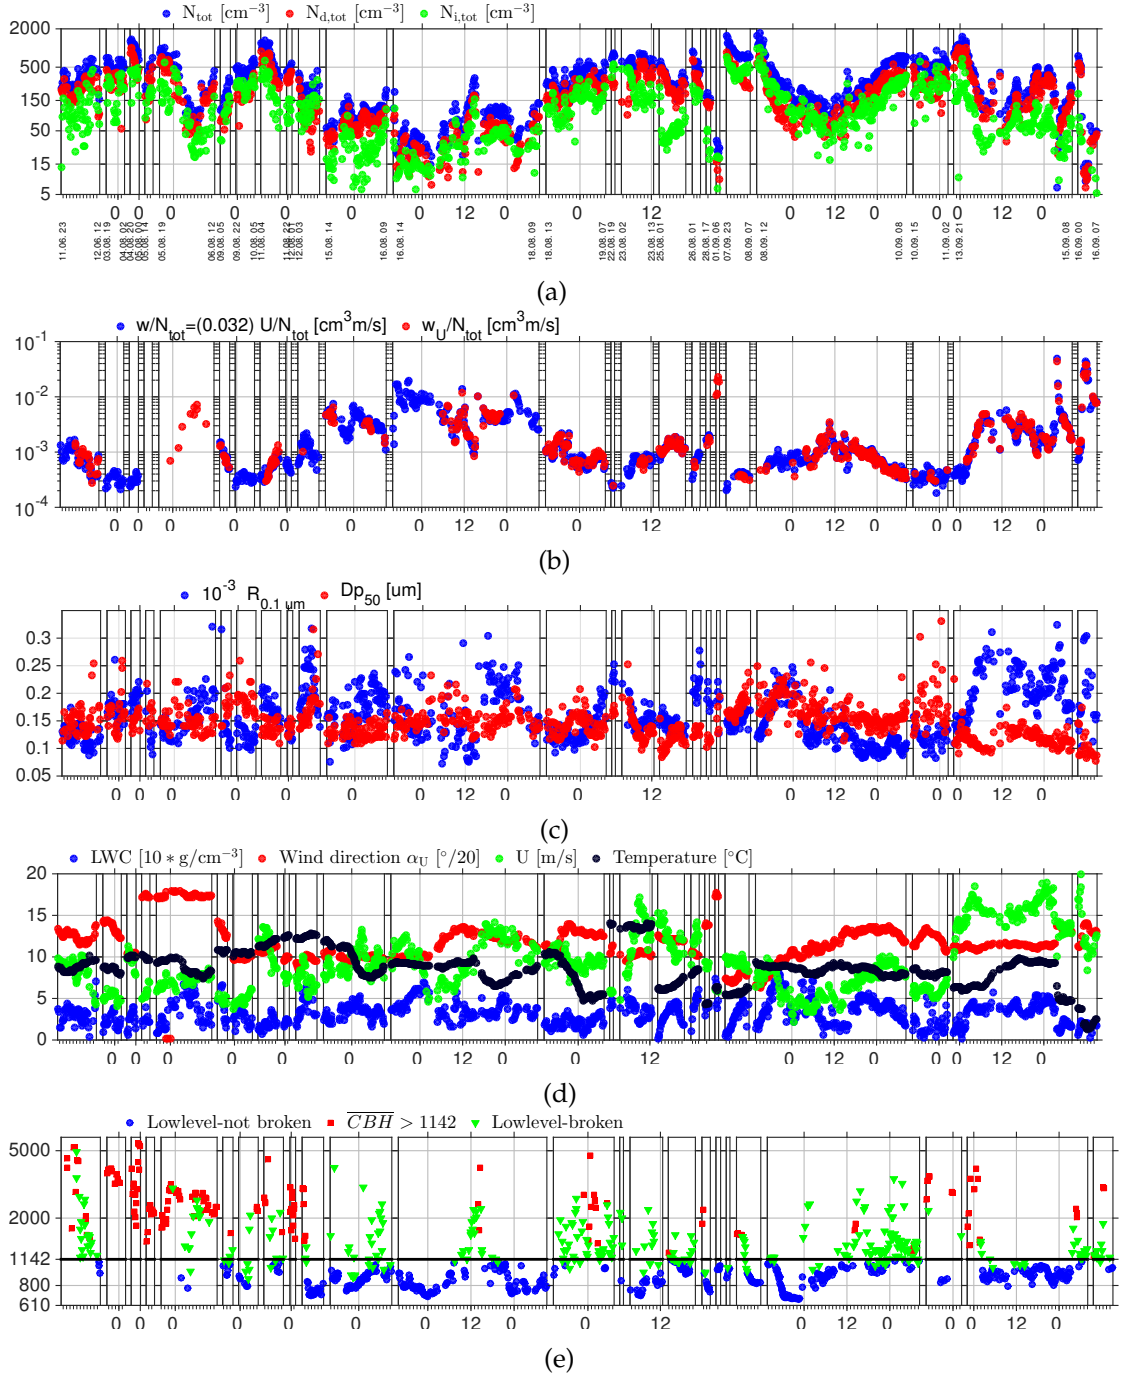 N_tot [cm⁻³] N_d,tot [cm⁻³] N_i,tot [cm⁻³]
2000
500
150
50
15
5
0 0 0 0 0 0 0 12 0 0 12 0 12 0 0 0 12 0
11.06. 23 12.06. 12 03.08. 19 04.08. 02 04.08. 20 05.08. 00 05.08. 14 05.08. 19 06.08. 12 09.08. 05 09.08. 22 10.08. 05 11.08. 04 11.08. 22 12.08. 03 15.08. 14 16.08. 09 16.08. 14 18.08. 09 18.08. 13 19.08. 07 22.08. 19 23.08. 02 23.08. 13 25.08. 01 26.08. 01 28.08. 17 01.09. 06 07.09. 23 08.09. 07 08.09. 12 10.09. 08 10.09. 15 11.09. 02 13.09. 21 15.09. 08 16.09. 00 16.09. 07
(a)
w/N_tot=(0.032) U/N_tot [cm³m/s] w_U/N_tot [cm³m/s]
10⁻¹
10⁻²
10⁻³
10⁻⁴
0 0 0 0 0 0 12 0 0 12 0 12 0 0 0 12 0
(b)
10⁻³ R_0.1 um Dp_50 [um]
0.3
0.25
0.2
0.15
0.1
0.05
0 0 0 0 0 0 12 0 0 12 0 12 0 0 0 12 0
(c)
LWC [10 * g/cm⁻³] Wind direction α_U [°/20] U [m/s] Temperature [°C]
20
15
10
5
0
0 0 0 0 0 0 12 0 0 12 0 12 0 0 0 12 0
(d)
Lowlevel-not broken CBH > 1142 Lowlevel-broken
5000
2000
1142
800
610
0 0 0 0 0 0 12 0 0 12 0 12 0 0 0 12 0
(e)